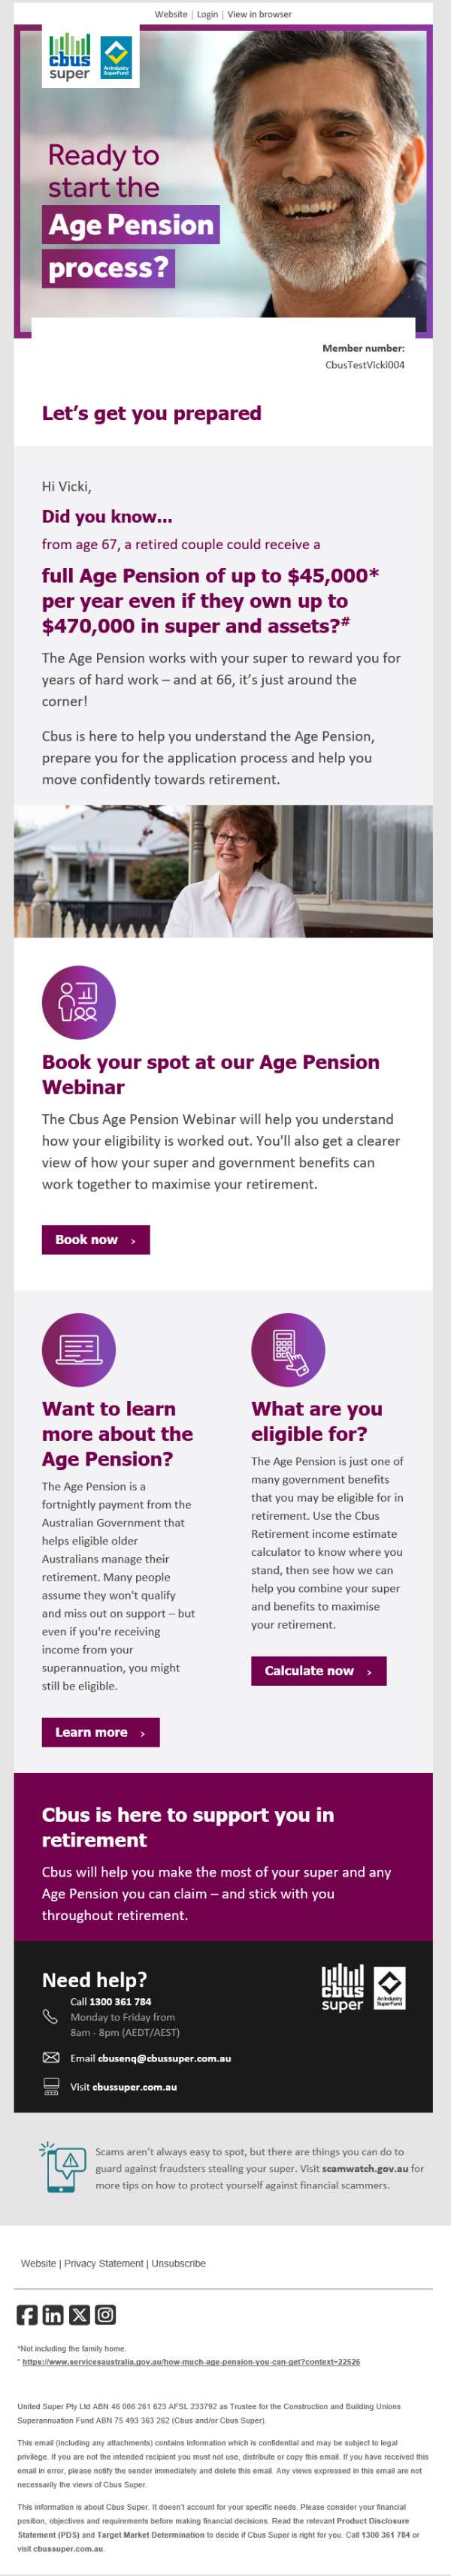 Website | Login | View in browser
cbus
super
An Industry
SuperFund
Ready to
start the
Age Pension
process?
Member number:
CbusTestVicki004
Let's get you prepared
Hi Vicki,
Did you know...
from age 67, a retired couple could receive a
full Age Pension of up to $45,000*
per year even if they own up to
$470,000 in super and assets?#
The Age Pension works with your super to reward you for
years of hard work – and at 66, it's just around the
corner!
Cbus is here to help you understand the Age Pension,
prepare you for the application process and help you
move confidently towards retirement.
Book your spot at our Age Pension
Webinar
The Cbus Age Pension Webinar will help you understand
how your eligibility is worked out. You'll also get a clearer
view of how your super and government benefits can
work together to maximise your retirement.
Book now ›
Want to learn
more about the
Age Pension?
The Age Pension is a
fortnightly payment from the
Australian Government that
helps eligible older
Australians manage their
retirement. Many people
assume they won't qualify
and miss out on support – but
even if you're receiving
income from your
superannuation, you might
still be eligible.
Learn more ›
What are you
eligible for?
The Age Pension is just one of
many government benefits
that you may be eligible for in
retirement. Use the Cbus
Retirement income estimate
calculator to know where you
stand, then see how we can
help you combine your super
and benefits to maximise
your retirement.
Calculate now ›
Cbus is here to support you in
retirement
Cbus will help you make the most of your super and any
Age Pension you can claim – and stick with you
throughout retirement.
Need help?
Call 1300 361 784
Monday to Friday from
8am - 8pm (AEDT/AEST)
Email cbusenq@cbussuper.com.au
Visit cbussuper.com.au
cbus
super
An Industry
SuperFund
Scams aren't always easy to spot, but there are things you can do to
guard against fraudsters stealing your super. Visit scamwatch.gov.au for
more tips on how to protect yourself against financial scammers.
Website | Privacy Statement | Unsubscribe
*Not including the family home.
* https://www.servicesaustralia.gov.au/how-much-age-pension-you-can-get?context=22526
United Super Pty Ltd ABN 46 006 261 623 AFSL 233792 as Trustee for the Construction and Building Unions
Superannuation Fund ABN 75 493 363 262 (Cbus and/or Cbus Super).
This email (including any attachments) contains information which is confidential and may be subject to legal
privilege. If you are not the intended recipient you must not use, distribute or copy this email. If you have received this
email in error, please notify the sender immediately and delete this email. Any views expressed in this email are not
necessarily the views of Cbus Super.
This information is about Cbus Super. It doesn't account for your specific needs. Please consider your financial
position, objectives and requirements before making financial decisions. Read the relevant Product Disclosure
Statement (PDS) and Target Market Determination to decide if Cbus Super is right for you. Call 1300 361 784 or
visit cbussuper.com.au.